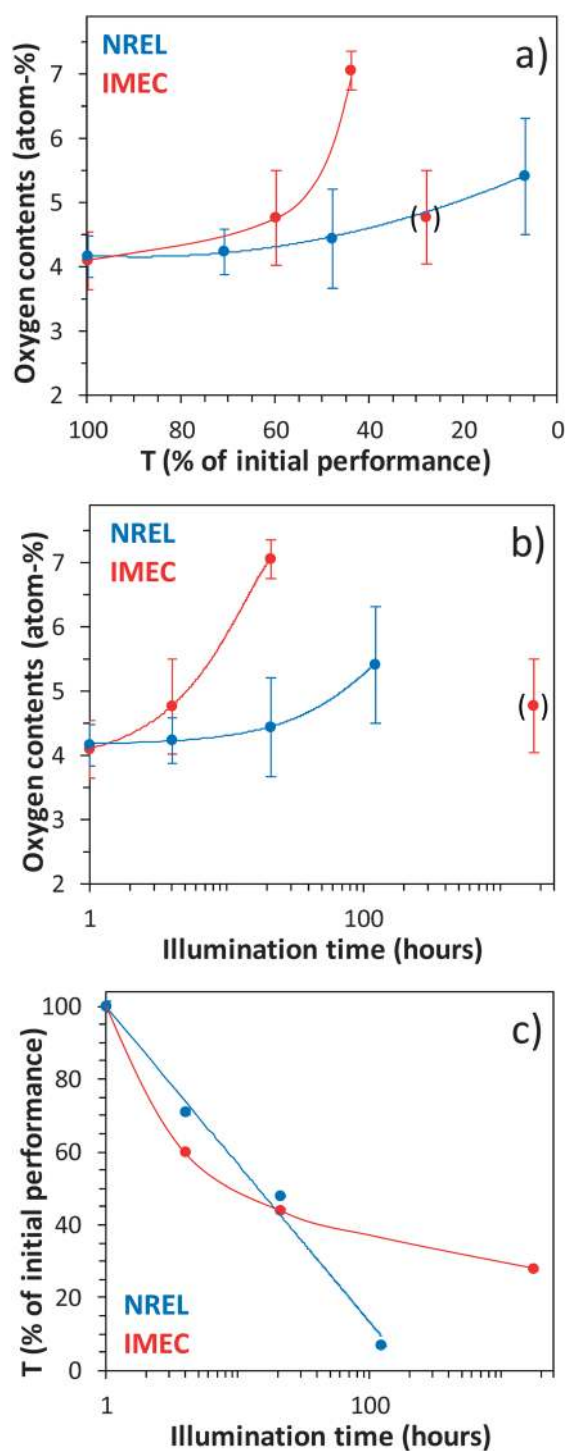 NREL
IMEC
a)
Oxygen contents (atom-%)
7
6
5
4
3
2
100 80 60 40 20 0
T (% of initial performance)
NREL
IMEC
b)
Oxygen contents (atom-%)
7
6
5
4
3
2
( )
1 100
Illumination time (hours)
c)
T (% of initial performance)
100
80
60
40
20
0
NREL
IMEC
1 100
Illumination time (hours)